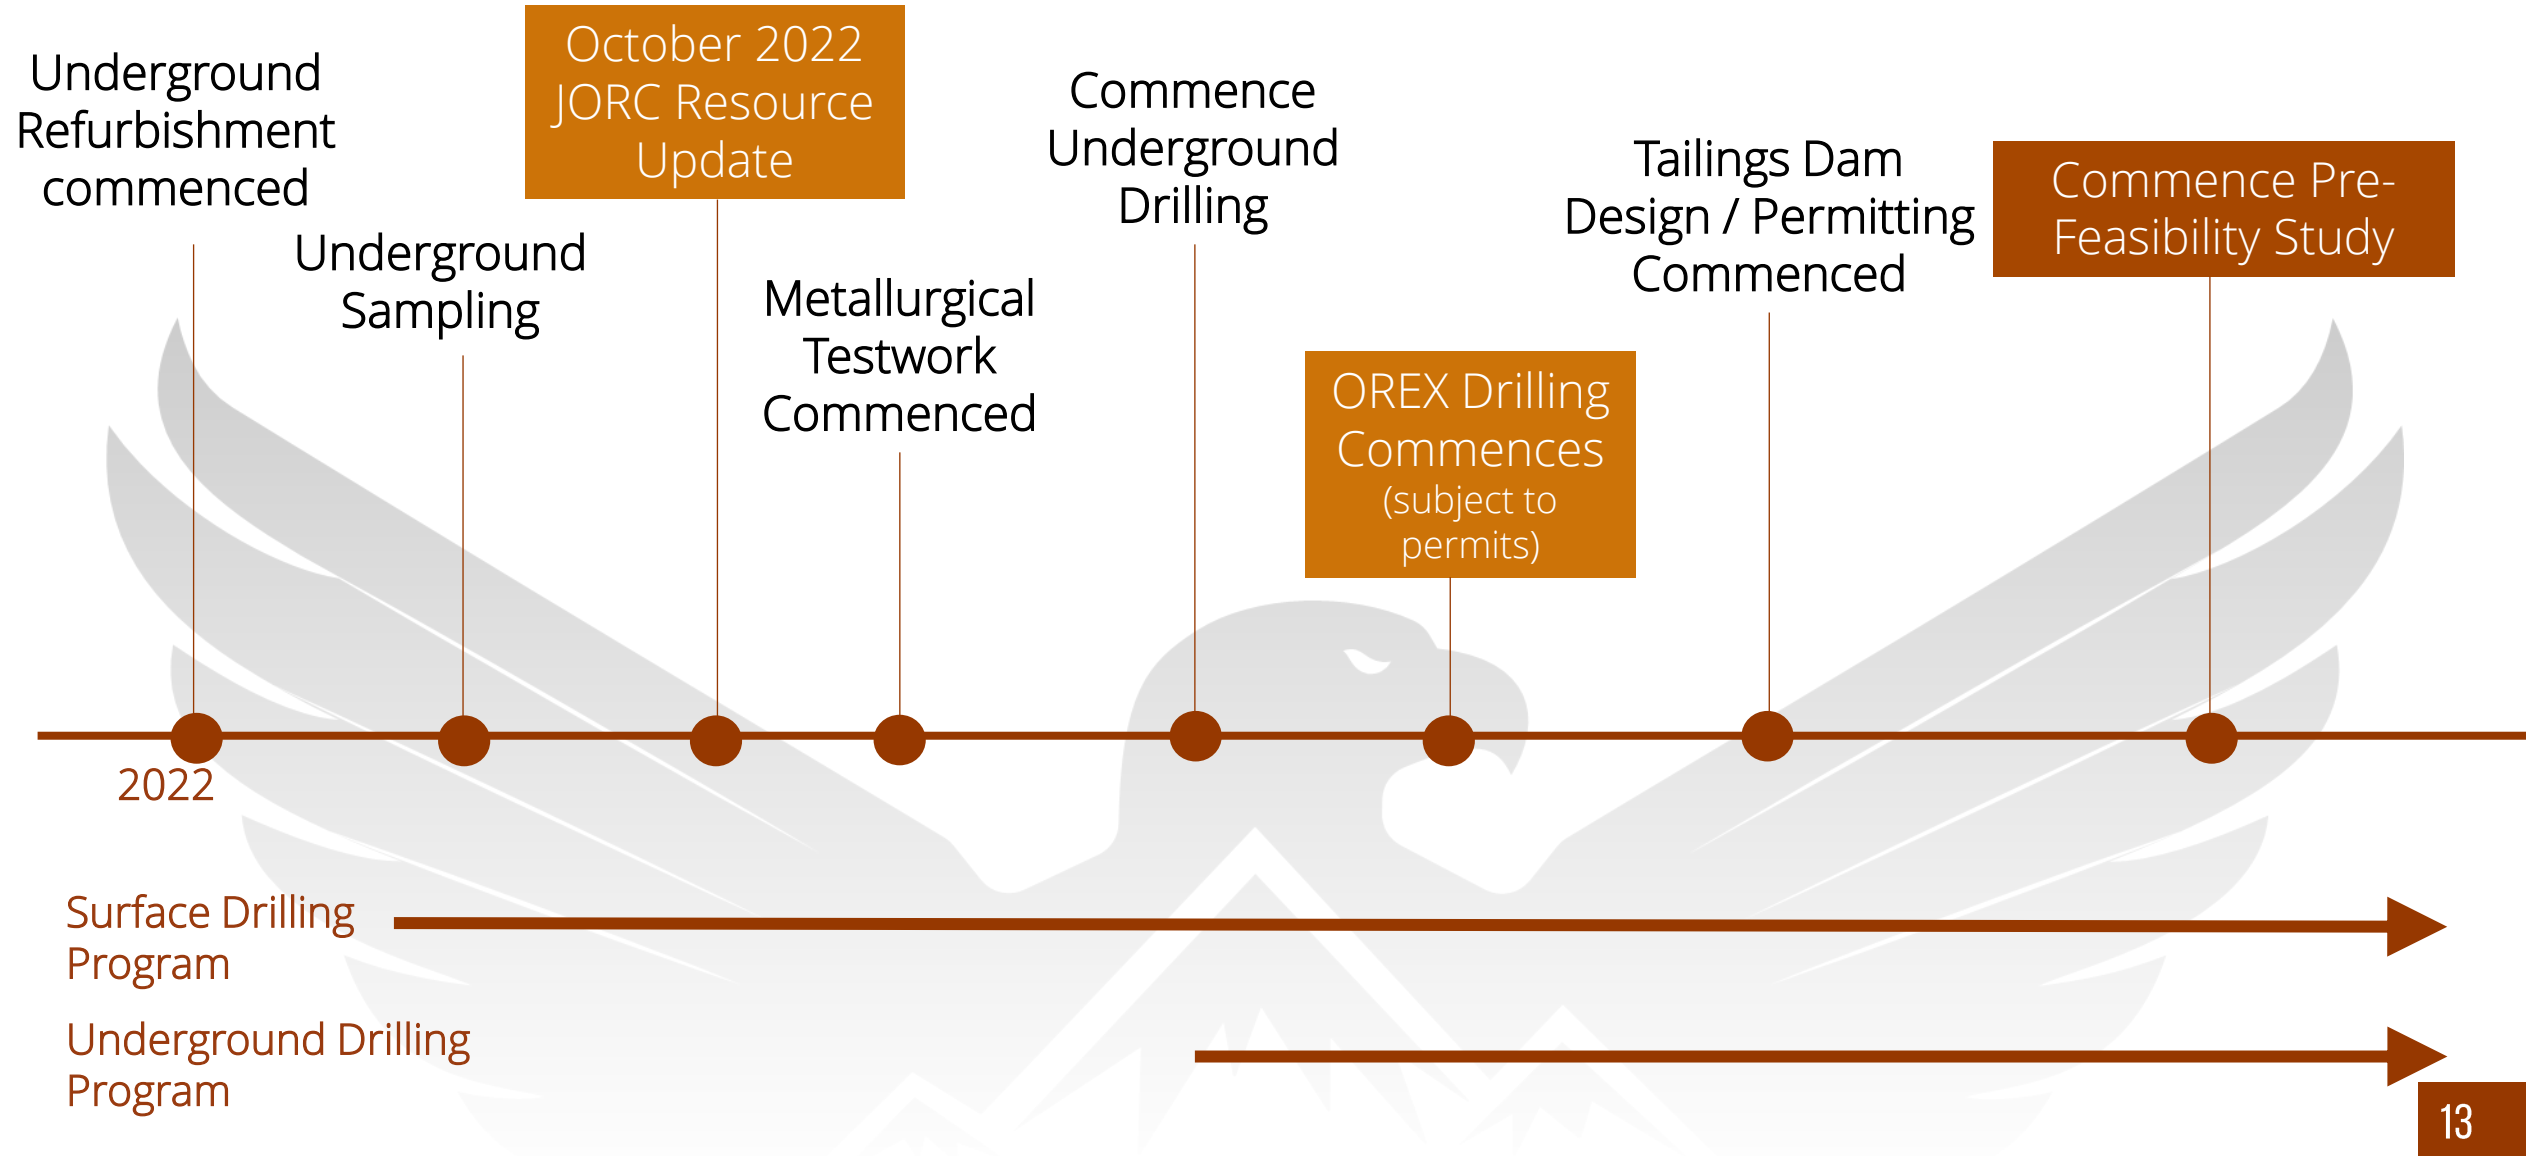 Underground
Refurbishment
commenced
Underground
Sampling
October 2022
JORC Resource
Update
Metallurgical
Testwork
Commenced
Commence
Underground
Drilling
OREX Drilling
Commences
(subject to
permits)
Tailings Dam
Design / Permitting
Commenced
Commence Pre-
Feasibility Study
2022
Surface Drilling
Program
Underground Drilling
Program
13